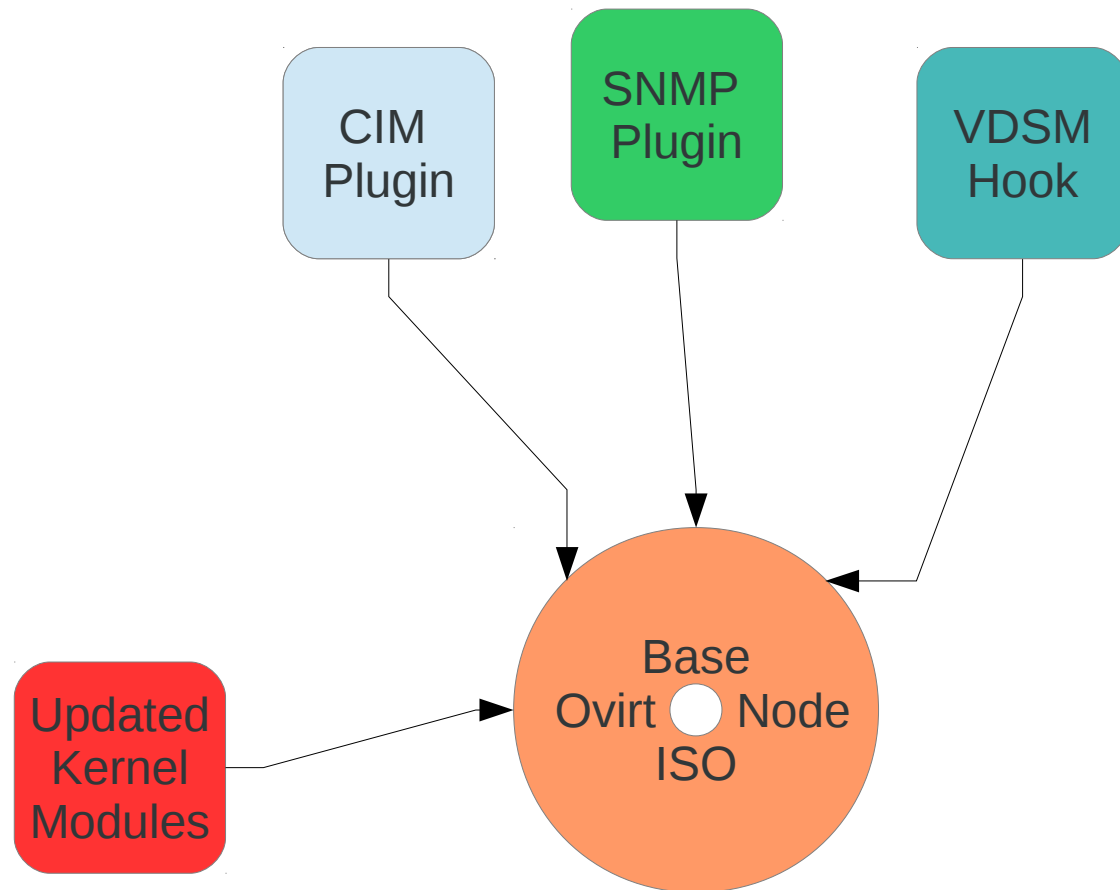 CIM
Plugin
SNMP
Plugin
VDSM
Hook
Updated
Kernel
Modules
Base
Ovirt Node
ISO